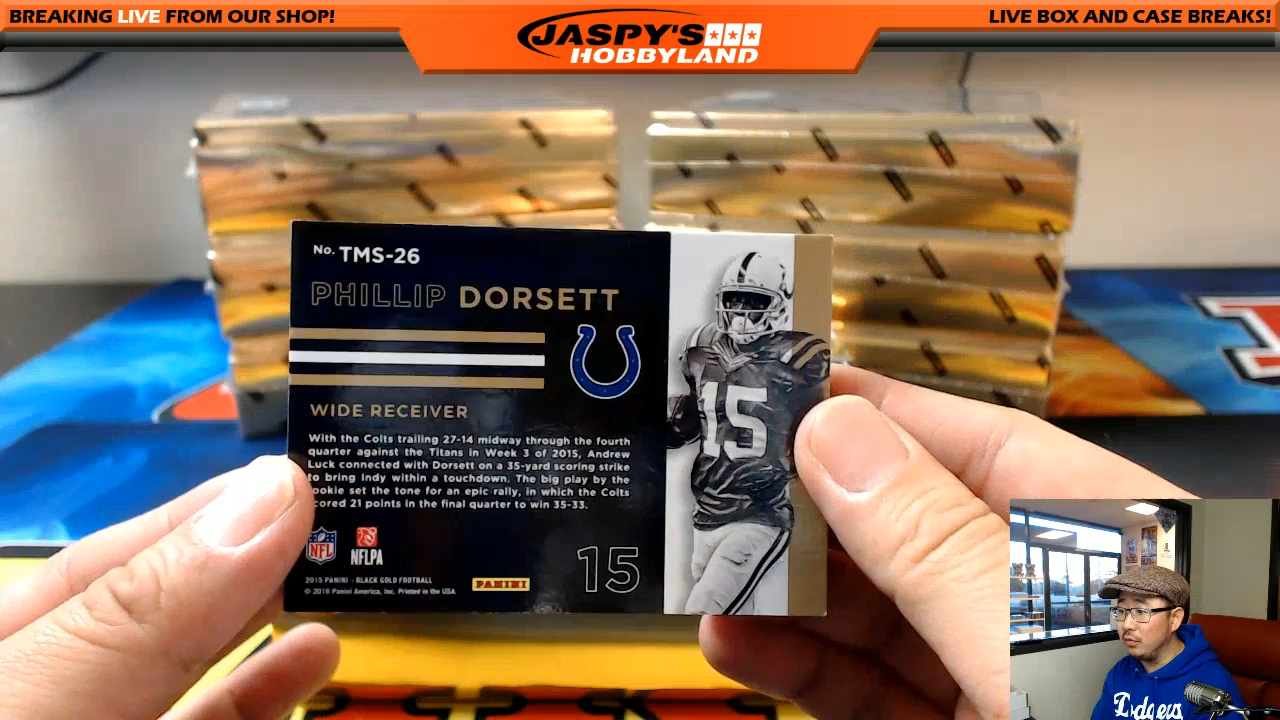 BREAKING LIVE FROM OUR SHOP!
JASPY'S
HOBBYLAND
LIVE BOX AND CASE BREAKS!
No. TMS-26
PHILLIP DORSETT
WIDE RECEIVER
With the Colts trailing 27-14 midway through the fourth
quarter against the Titans in Week 3 of 2015, Andrew
Luck connected with Dorsett on a 35-yard scoring strike
to bring Indy within a touchdown. The big play by the
ookie set the tone for an epic rally, in which the Colts
cored 21 points in the final quarter to win 35-33.
NFL
NFLPA
2015 PANINI - BLACK GOLD FOOTBALL
© 2016 Panini America, Inc. Printed in the USA.
PANINI
15
15
Dodgers